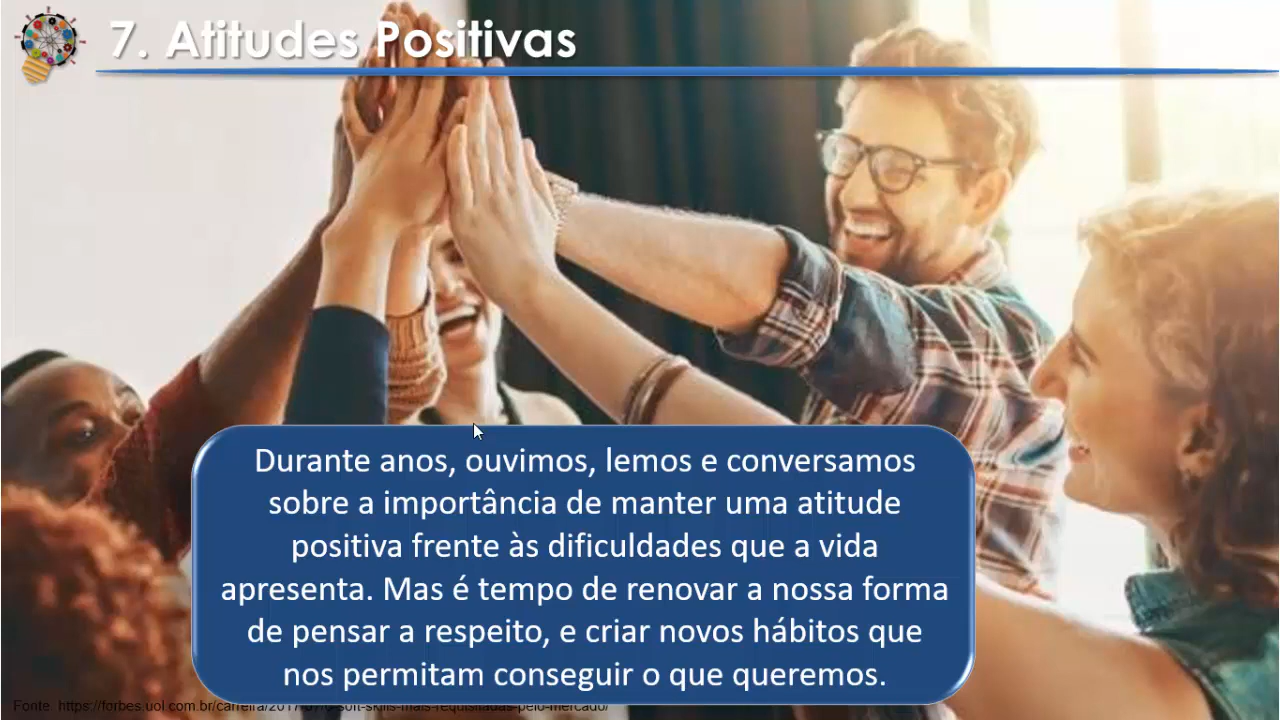 7. Atitudes Positivas
Durante anos, ouvimos, lemos e conversamos
sobre a importância de manter uma atitude
positiva frente às dificuldades que a vida
apresenta. Mas é tempo de renovar a nossa forma
de pensar a respeito, e criar novos hábitos que
nos permitam conseguir o que queremos.
Fonte: https://forbes.uol.com.br/carreira/2017/07/